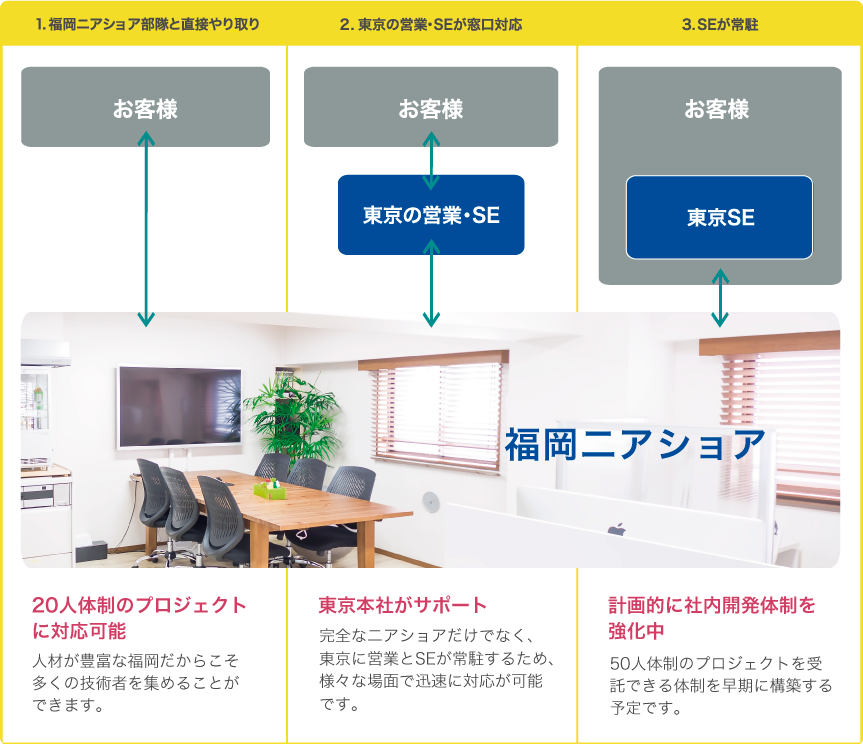 1. 福岡ニアショア部隊と直接やり取り
2. 東京の営業・SEが窓口対応
3. SEが常駐
お客様
お客様
お客様
東京の営業・SE
東京SE
福岡ニアショア
20人体制のプロジェクト
に対応可能
人材が豊富な福岡だからこそ
多くの技術者を集めることが
できます。
東京本社がサポート
完全なニアショアだけでなく、
東京に営業とSEが常駐するため、
様々な場面で迅速に対応が可能
です。
計画的に社内開発体制を
強化中
50人体制のプロジェクトを受
託できる体制を早期に構築する
予定です。